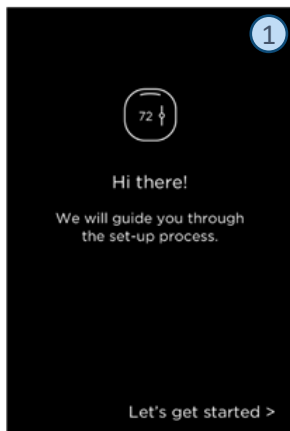 1
72
Hi there!
We will guide you through
the set-up process.
Let's get started >